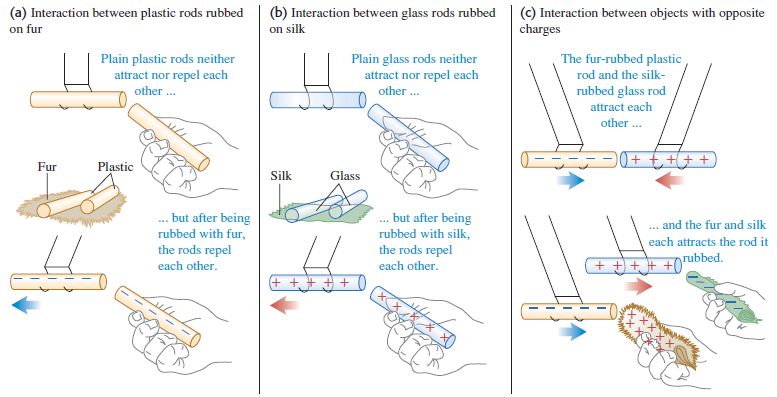 (a) Interaction between plastic rods rubbed
on fur
Plain plastic rods neither
attract nor repel each
other ...
Fur
Plastic
... but after being
rubbed with fur,
the rods repel
each other.
(b) Interaction between glass rods rubbed
on silk
Plain glass rods neither
attract nor repel each
other ...
Silk
Glass
... but after being
rubbed with silk,
the rods repel
each other.
(c) Interaction between objects with opposite
charges
The fur-rubbed plastic
rod and the silk-
rubbed glass rod
attract each
other ...
... and the fur and silk
each attracts the rod it
rubbed.